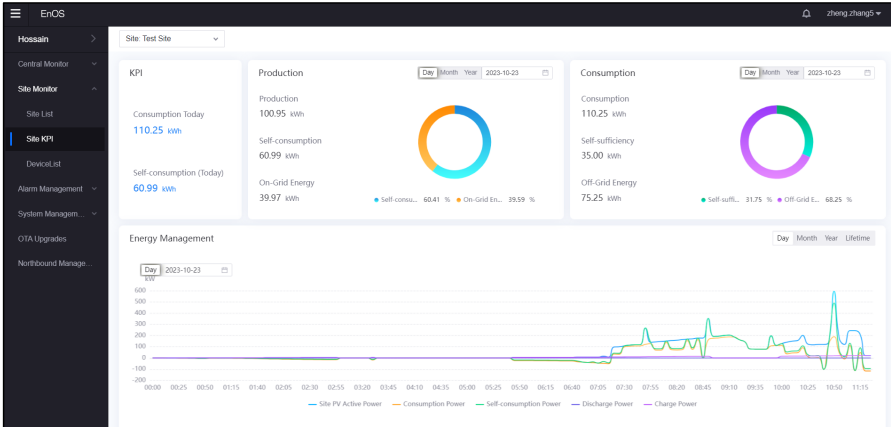 EnOS
zheng.zhang5
Hossain
Central Monitor
Site Monitor
Site List
Site KPI
DeviceList
Alarm Management
System Managem...
OTA Upgrades
Northbound Manage...
Site: Test Site
KPI
Consumption Today
110.25 kWh
Self-consumption (Today)
60.99 kWh
Production
Day Month Year 2023-10-23
Production
100.95 kWh
Self-consumption
60.99 kWh
On-Grid Energy
39.97 kWh
Self-consu... 60.41 % On-Grid En... 39.59 %
Consumption
Day Month Year 2023-10-23
Consumption
110.25 kWh
Self-sufficiency
35.00 kWh
Off-Grid Energy
75.25 kWh
Self-suffi... 31.75 % Off-Grid E... 68.25 %
Energy Management
Day Month Year Lifetime
Day 2023-10-23
kW
600
500
400
300
200
100
0
-100
-200
00:00 00:25 00:50 01:15 01:40 02:05 02:30 02:55 03:20 03:45 04:10 04:35 05:00 05:25 05:50 06:15 06:40 07:05 07:30 07:55 08:20 08:45 09:10 09:35 10:00 10:25 10:50 11:15
Site PV Active Power Consumption Power Self-consumption Power Discharge Power Charge Power